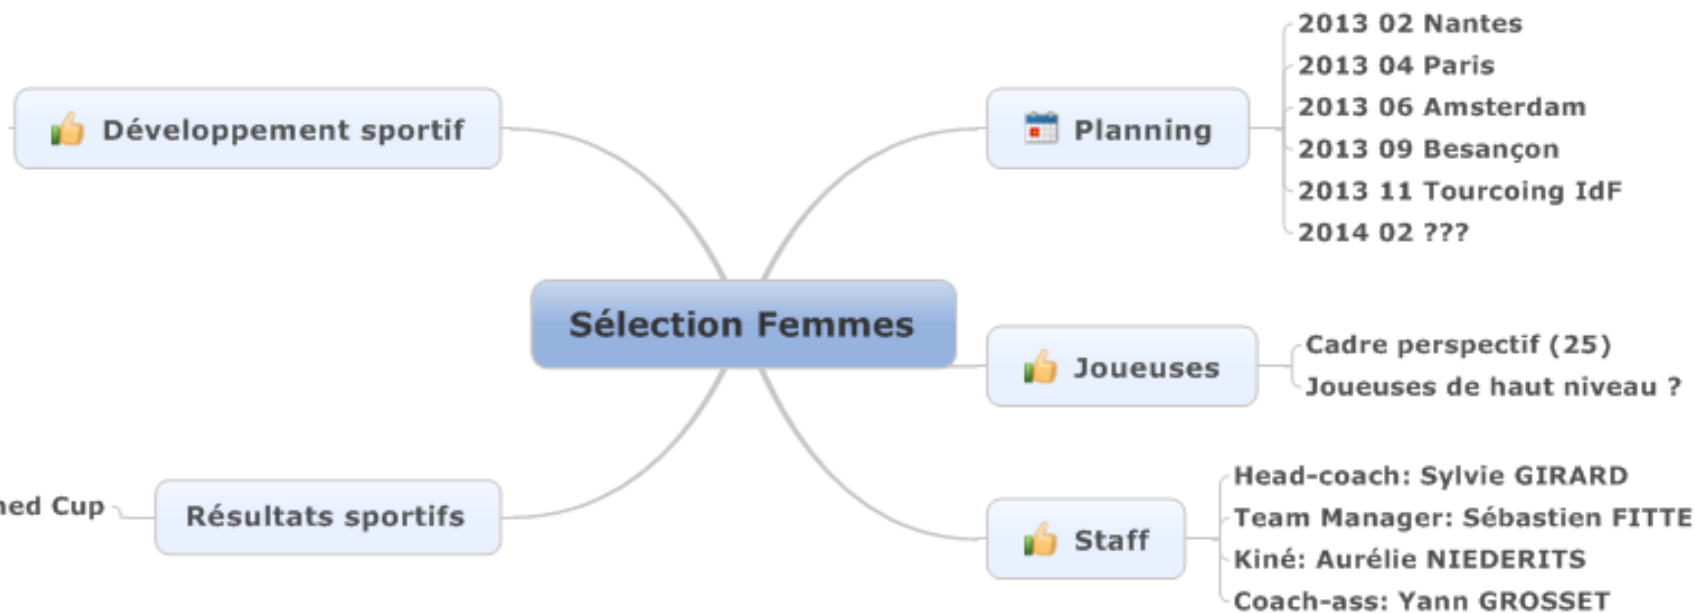 Développement sportif
Sélection Femmes
Cup
Résultats sportifs
Planning
2013 02 Nantes
2013 04 Paris
2013 06 Amsterdam
2013 09 Besançon
2013 11 Tourcoing IdF
2014 02 ???
Joueuses
Cadre perspectif (25)
Joueuses de haut niveau ?
Staff
Head-coach: Sylvie GIRARD
Team Manager: Sébastien FITTE
Kiné: Aurélie NIEDERITS
Coach-ass: Yann GROSSET